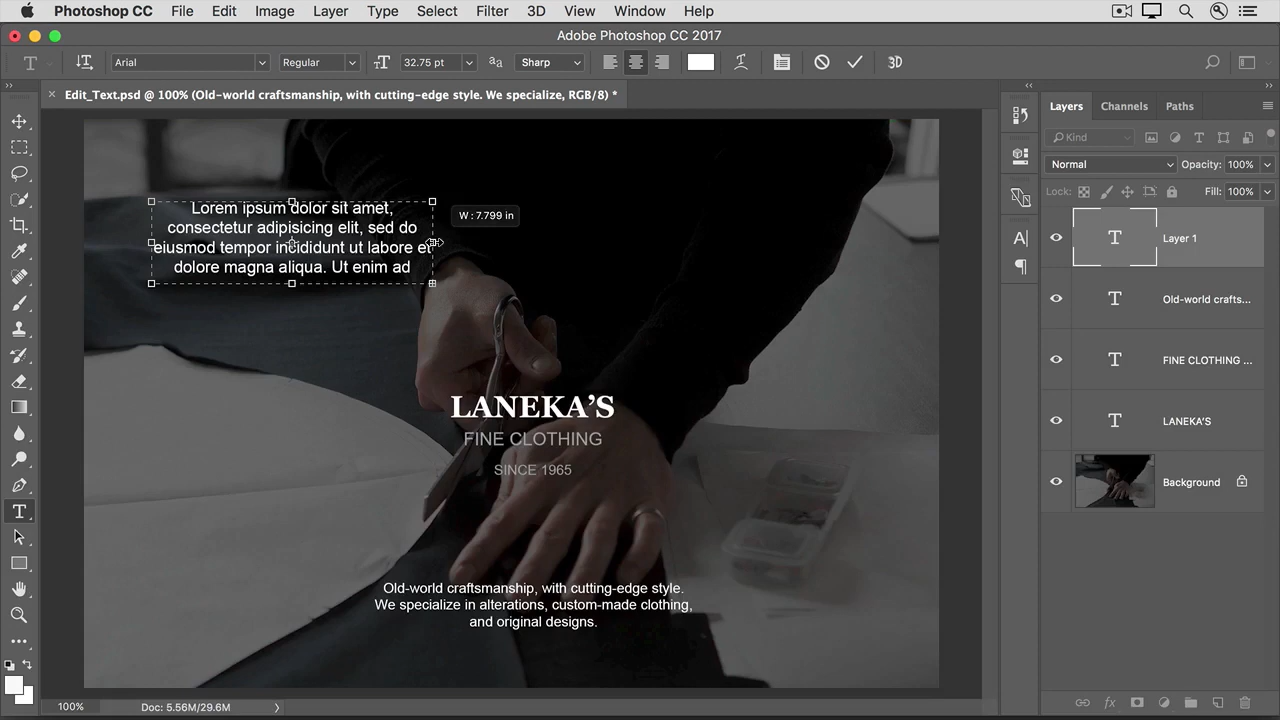 Photoshop CC File Edit Image Layer Type Select Filter 3D View Window Help
Adobe Photoshop CC 2017
Arial Regular 32.75 pt Sharp 3D
Edit_Text.psd @ 100% (Old-world craftsmanship, with cutting-edge style. We specialize, RGB/8) *
Layers Channels Paths
Kind
Normal Opacity: 100%
Lock: Fill: 100%
Lorem ipsum dolor sit amet,
consectetur adipisicing elit, sed do
eiusmod tempor incididunt ut labore et
dolore magna aliqua. Ut enim ad
W : 7.799 in
Layer 1
Old-world crafts...
FINE CLOTHING ...
LANEKA'S
Background
LANEKA’S
FINE CLOTHING
SINCE 1965
Old-world craftsmanship, with cutting-edge style.
We specialize in alterations, custom-made clothing,
and original designs.
100% Doc: 5.56M/29.6M